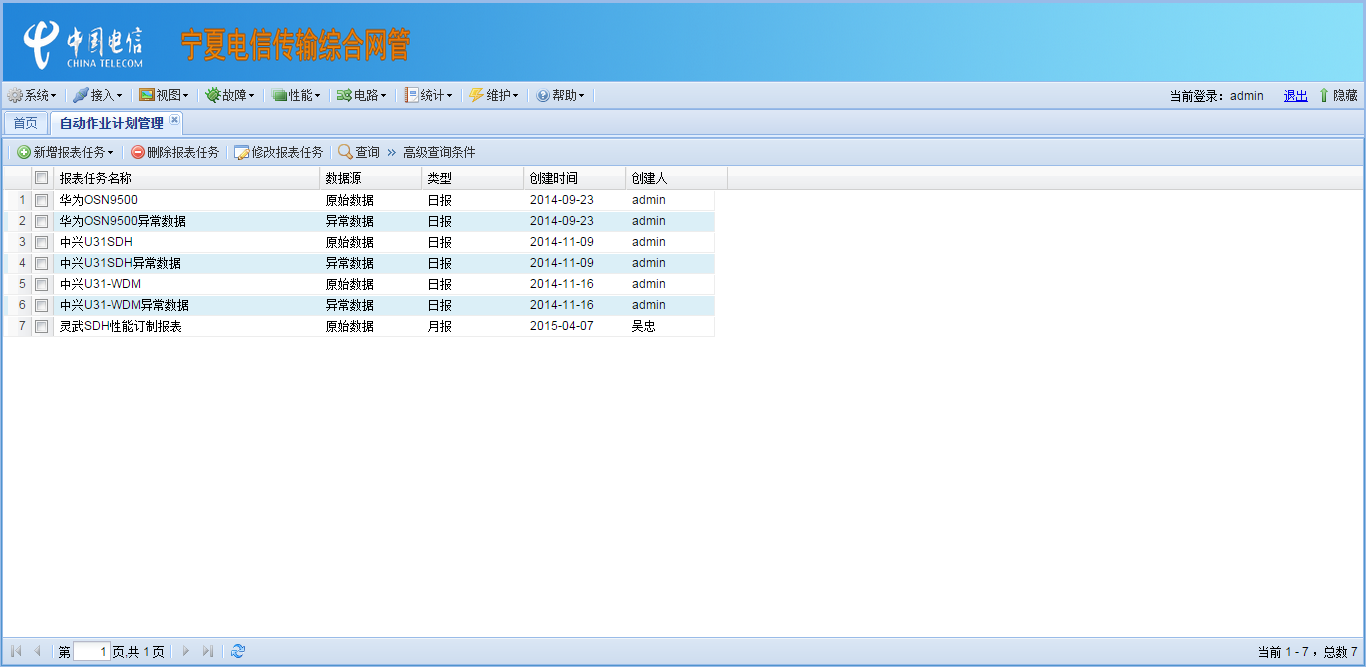 中国电信
CHINA TELECOM
宁夏电信传输综合网管
系统 接入 视图 故障 性能 电路 统计 维护 帮助 当前登录：admin 退出 隐藏
首页 自动作业计划管理
新增报表任务 删除报表任务 修改报表任务 查询 » 高级查询条件
报表任务名称 数据源 类型 创建时间 创建人
1 华为OSN9500 原始数据 日报 2014-09-23 admin
2 华为OSN9500异常数据 异常数据 日报 2014-09-23 admin
3 中兴U31SDH 原始数据 日报 2014-11-09 admin
4 中兴U31SDH异常数据 异常数据 日报 2014-11-09 admin
5 中兴U31-WDM 原始数据 日报 2014-11-16 admin
6 中兴U31-WDM异常数据 异常数据 日报 2014-11-16 admin
7 灵武SDH性能订制报表 原始数据 月报 2015-04-07 吴忠
第 1 页,共 1 页 当前 1 - 7 ，总数 7